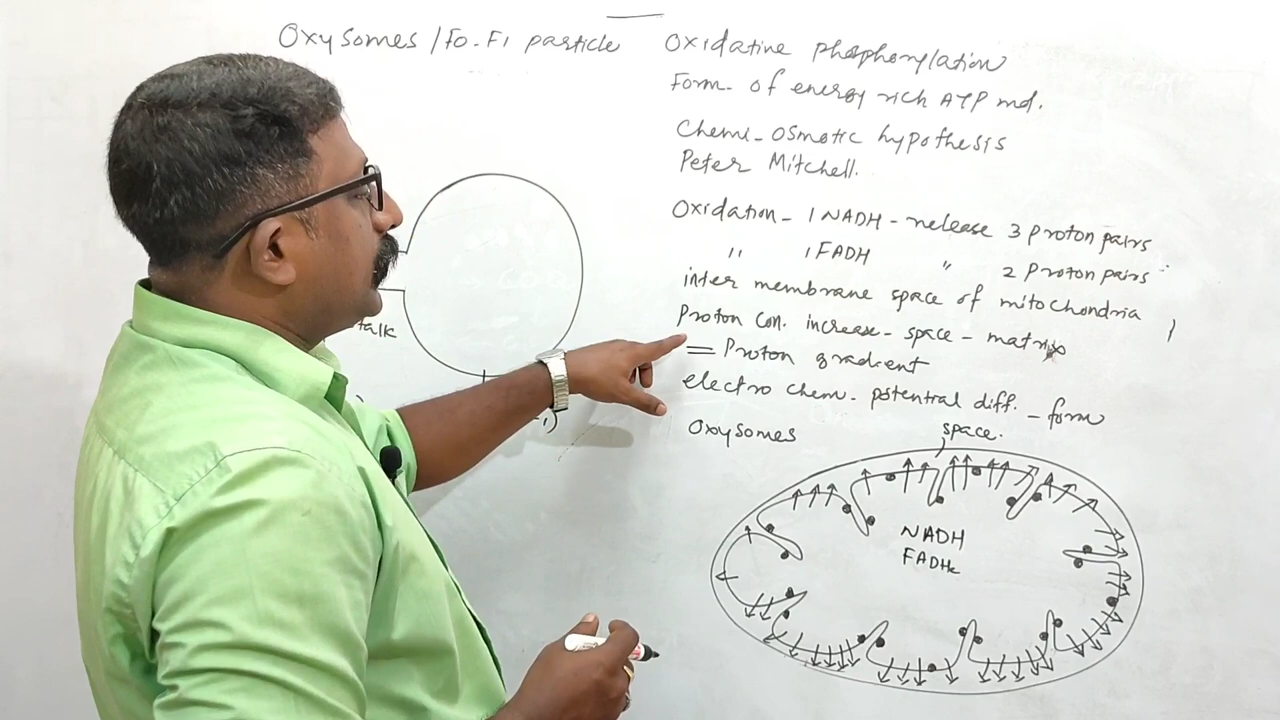 Oxysomes / Fo-F1 particle
talk
1)
Oxidative phosphorylation
Form- of energy rich ATP mol.
Chemi-osmotic hypothesis
Peter Mitchell.
Oxidation - 1 NADH - release 3 proton pairs
" 1 FADH " 2 Proton pairs
inter membrane space of mitochondria
Proton con. increase - space - matrix
= Proton gradient
electro chem. potential diff. - form
Oxysomes
space.
NADH
FADH2